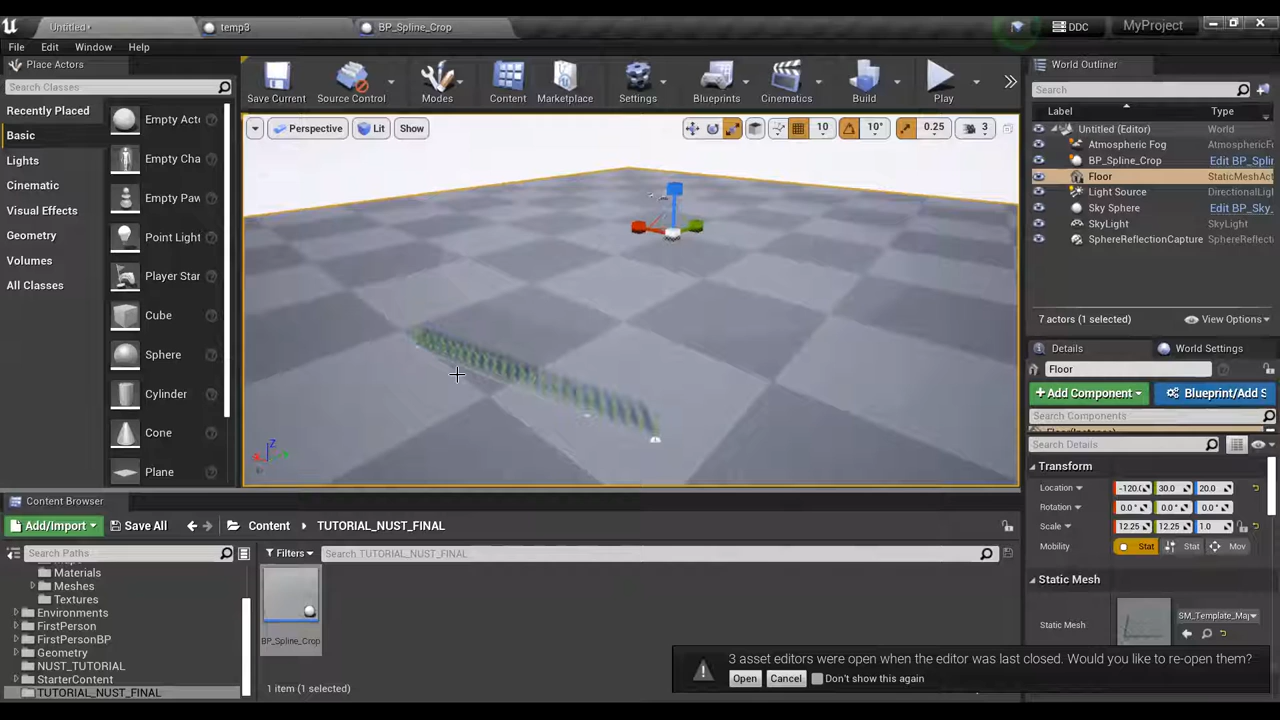 Untitled•
temp3
BP_Spline_Crop
DDC
MyProject
File Edit Window Help
Place Actors
Search Classes
Recently Placed
Basic
Lights
Cinematic
Visual Effects
Geometry
Volumes
All Classes
Empty Acto
Empty Cha
Empty Paw
Point Light
Player Star
Cube
Sphere
Cylinder
Cone
Plane
Save Current
Source Control
Modes
Content
Marketplace
Settings
Blueprints
Cinematics
Build
Play
Perspective Lit Show
10 10° 0.25 3
Z
World Outliner
Search
Label Type
Untitled (Editor) World
Atmospheric Fog AtmosphericF
BP_Spline_Crop Edit BP_Splin
Floor StaticMeshAct
Light Source DirectionalLigh
Sky Sphere Edit BP_Sky_
SkyLight SkyLight
SphereReflectionCapture SphereReflect
7 actors (1 selected) View Options
Details World Settings
Floor
+Add Component Blueprint/Add S
Search Components
Search Details
Transform
Location -120.( 30.0 20.0
Rotation 0.0° 0.0° 0.0°
Scale 12.25 12.25 1.0
Mobility Stat Stat Mov
Static Mesh
Static Mesh SM_Template_Map
Content Browser
Add/Import Save All Content TUTORIAL_NUST_FINAL
Search Paths Filters Search TUTORIAL_NUST_FINAL
Materials
Meshes
Textures
Environments
FirstPerson
FirstPersonBP
Geometry
NUST_TUTORIAL
StarterContent
TUTORIAL_NUST_FINAL
BP_Spline_Crop
1 item (1 selected)
3 asset editors were open when the editor was last closed. Would you like to re-open them?
Open Cancel Don't show this again